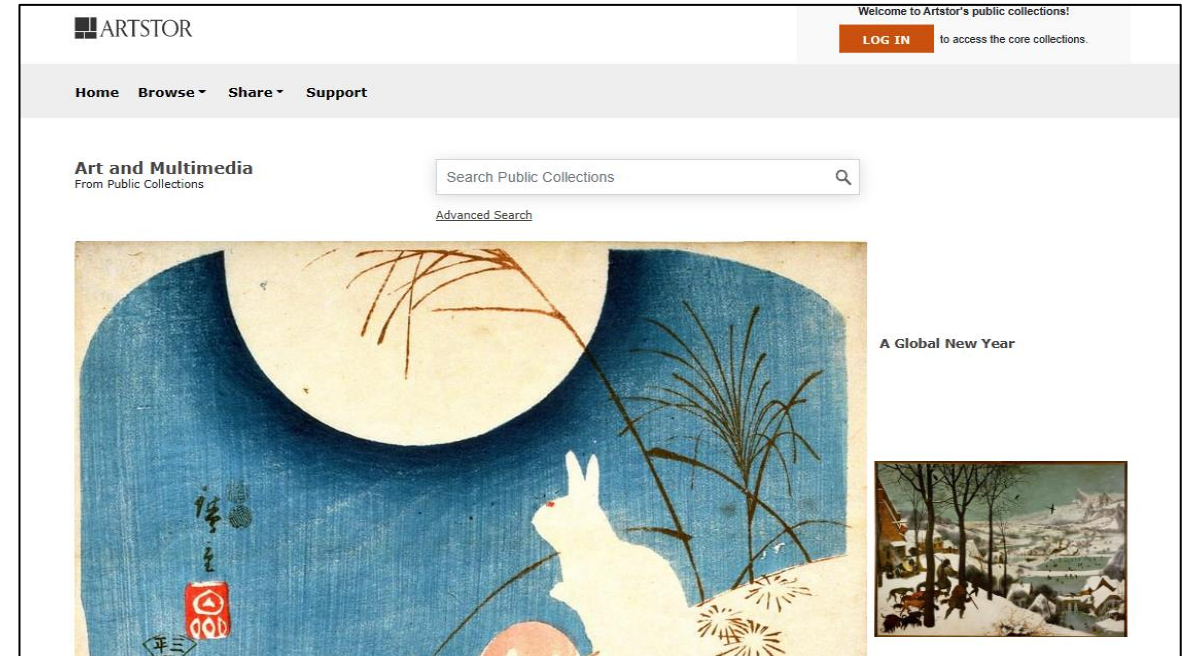 ARTSTOR
Welcome to Artstor's public collections!
LOG IN to access the core collections.
Home Browse Share Support
Art and Multimedia
From Public Collections
Search Public Collections
Advanced Search
A Global New Year